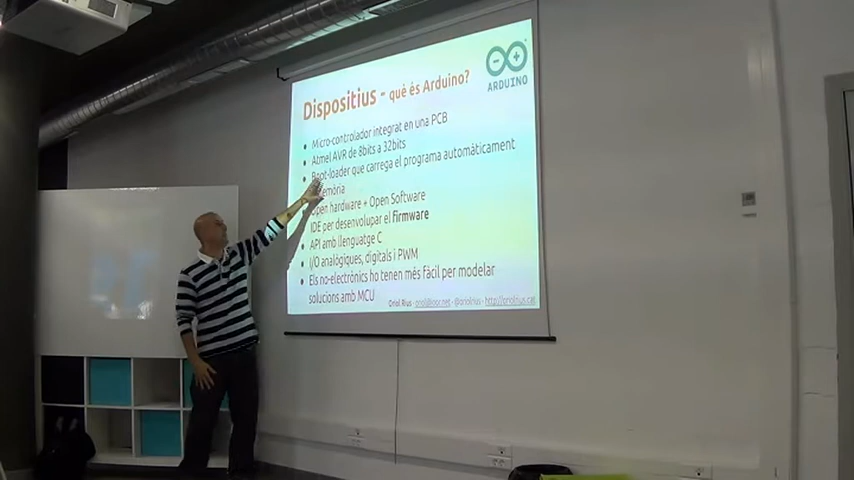 ARDUINO
Dispositius - què és Arduino?
Micro-controlador integrat en una PCB
Atmel AVR de 8bits a 32bits
Boot-loader que carrega el programa automàticament
memòria
Open hardware + Open Software
IDE per desenvolupar el firmware
API amb llenguatge C
I/O analògiques, digitals i PWM
Els no-electrònics ho tenen més fàcil per modelar
solucions amb MCU
Oriol Rius - oriol@joor.net - @oriolrius - http://oriolrius.cat